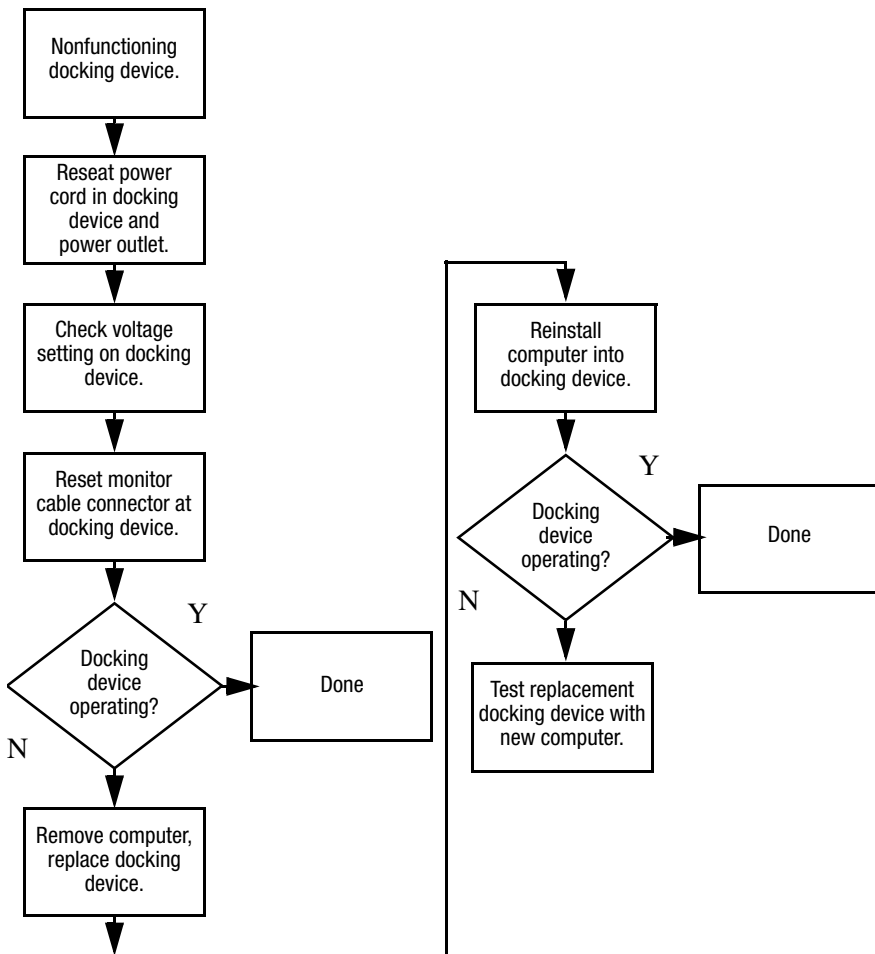 Nonfunctioning
docking device.
Reseat power
cord in docking
device and
power outlet.
Check voltage
setting on docking
device.
Reset monitor
cable connector at
docking device.
Docking
device
operating?
Y
N
Done
Remove computer,
replace docking
device.
Reinstall
computer into
docking device.
Docking
device
operating?
Y
N
Done
Test replacement
docking device with
new computer.